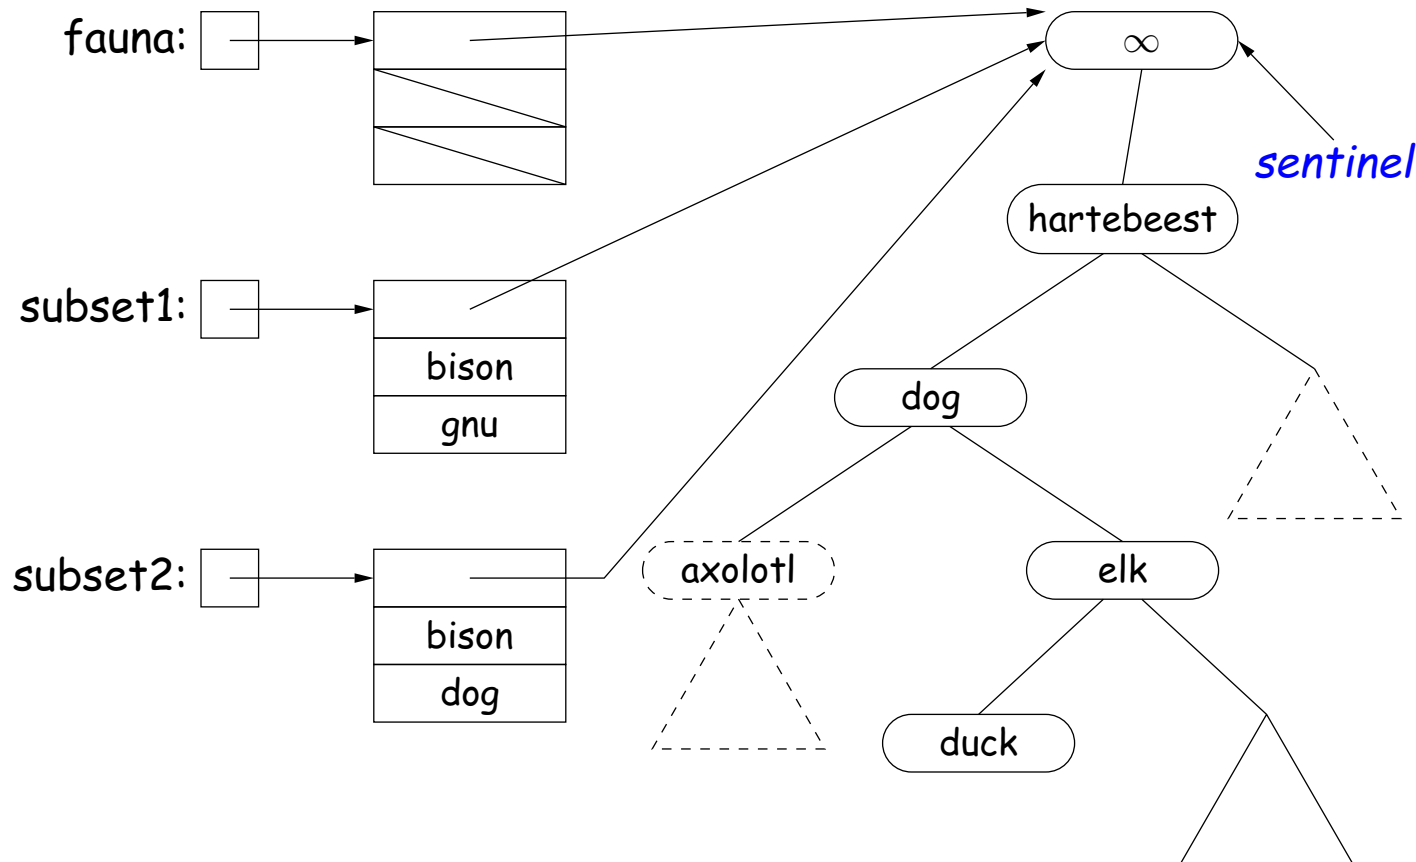 fauna:
∞
sentinel
hartebeest
subset1:
bison
gnu
dog
axolotl
elk
subset2:
bison
dog
duck